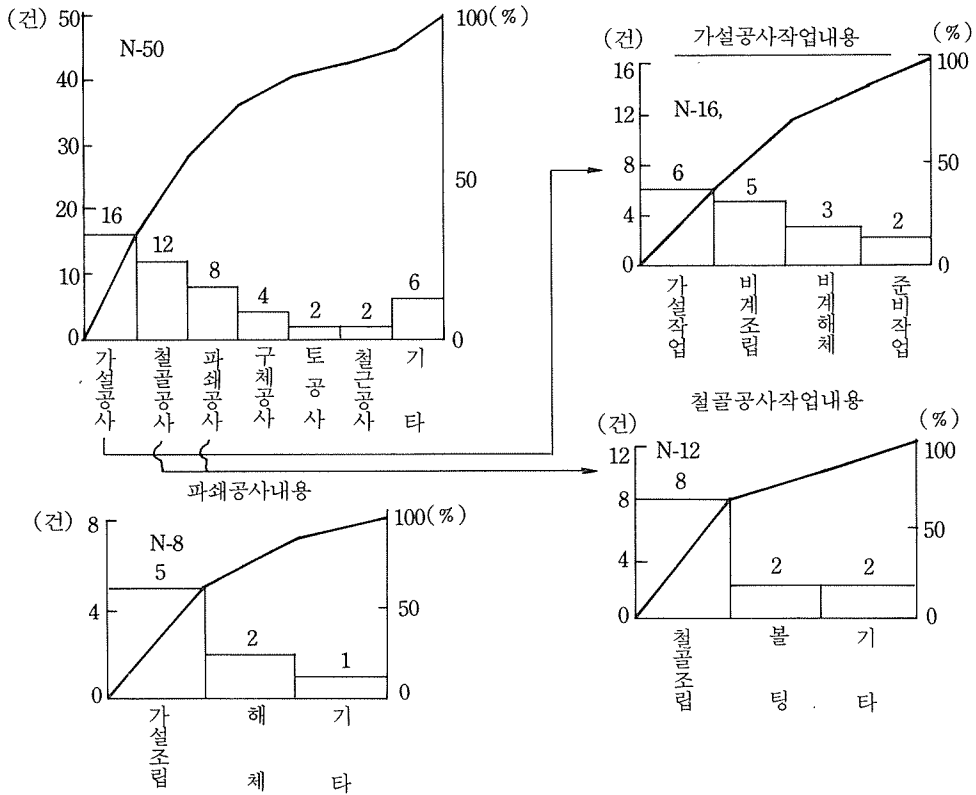 (건) 50
40
30
20
10
0
N-50
100(%)
50
0
16
12
8
4
2
2
6
가설공사
철골공사
파쇄공사
구체공사
토공사
철근공사
기타
가설공사작업내용
(건)
16
12
8
4
0
N-16,
(%)
100
50
0
6
5
3
2
가설작업
비계조립
비계해체
준비작업
철골공사작업내용
(건)
12
8
4
0
N-12
(%)
100
50
0
8
2
2
철골조립
볼팅
기타
파쇄공사내용
(건) 8
4
0
N-8
100(%)
50
0
5
2
1
가설조립
해체
기타